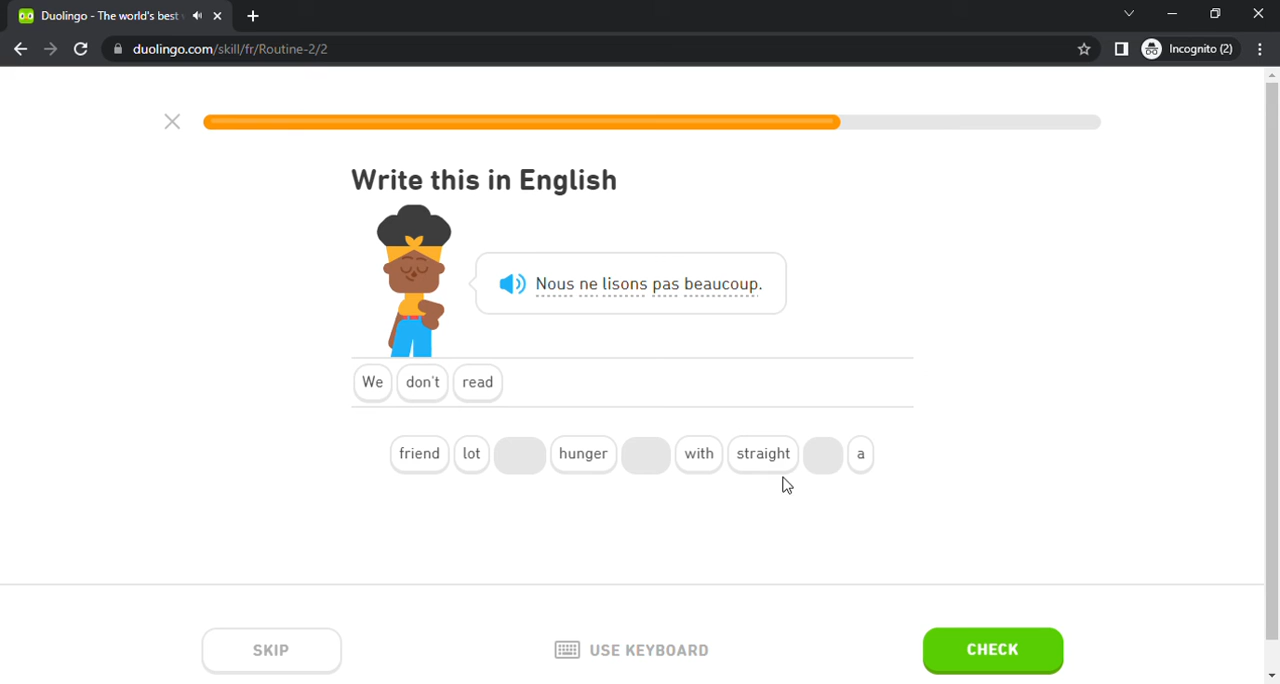 Duolingo - The world's best
duolingo.com/skill/fr/Routine-2/2
Incognito (2)
Write this in English
Nous ne lisons pas beaucoup.
We don't read
friend lot hunger with straight a
SKIP
USE KEYBOARD
CHECK